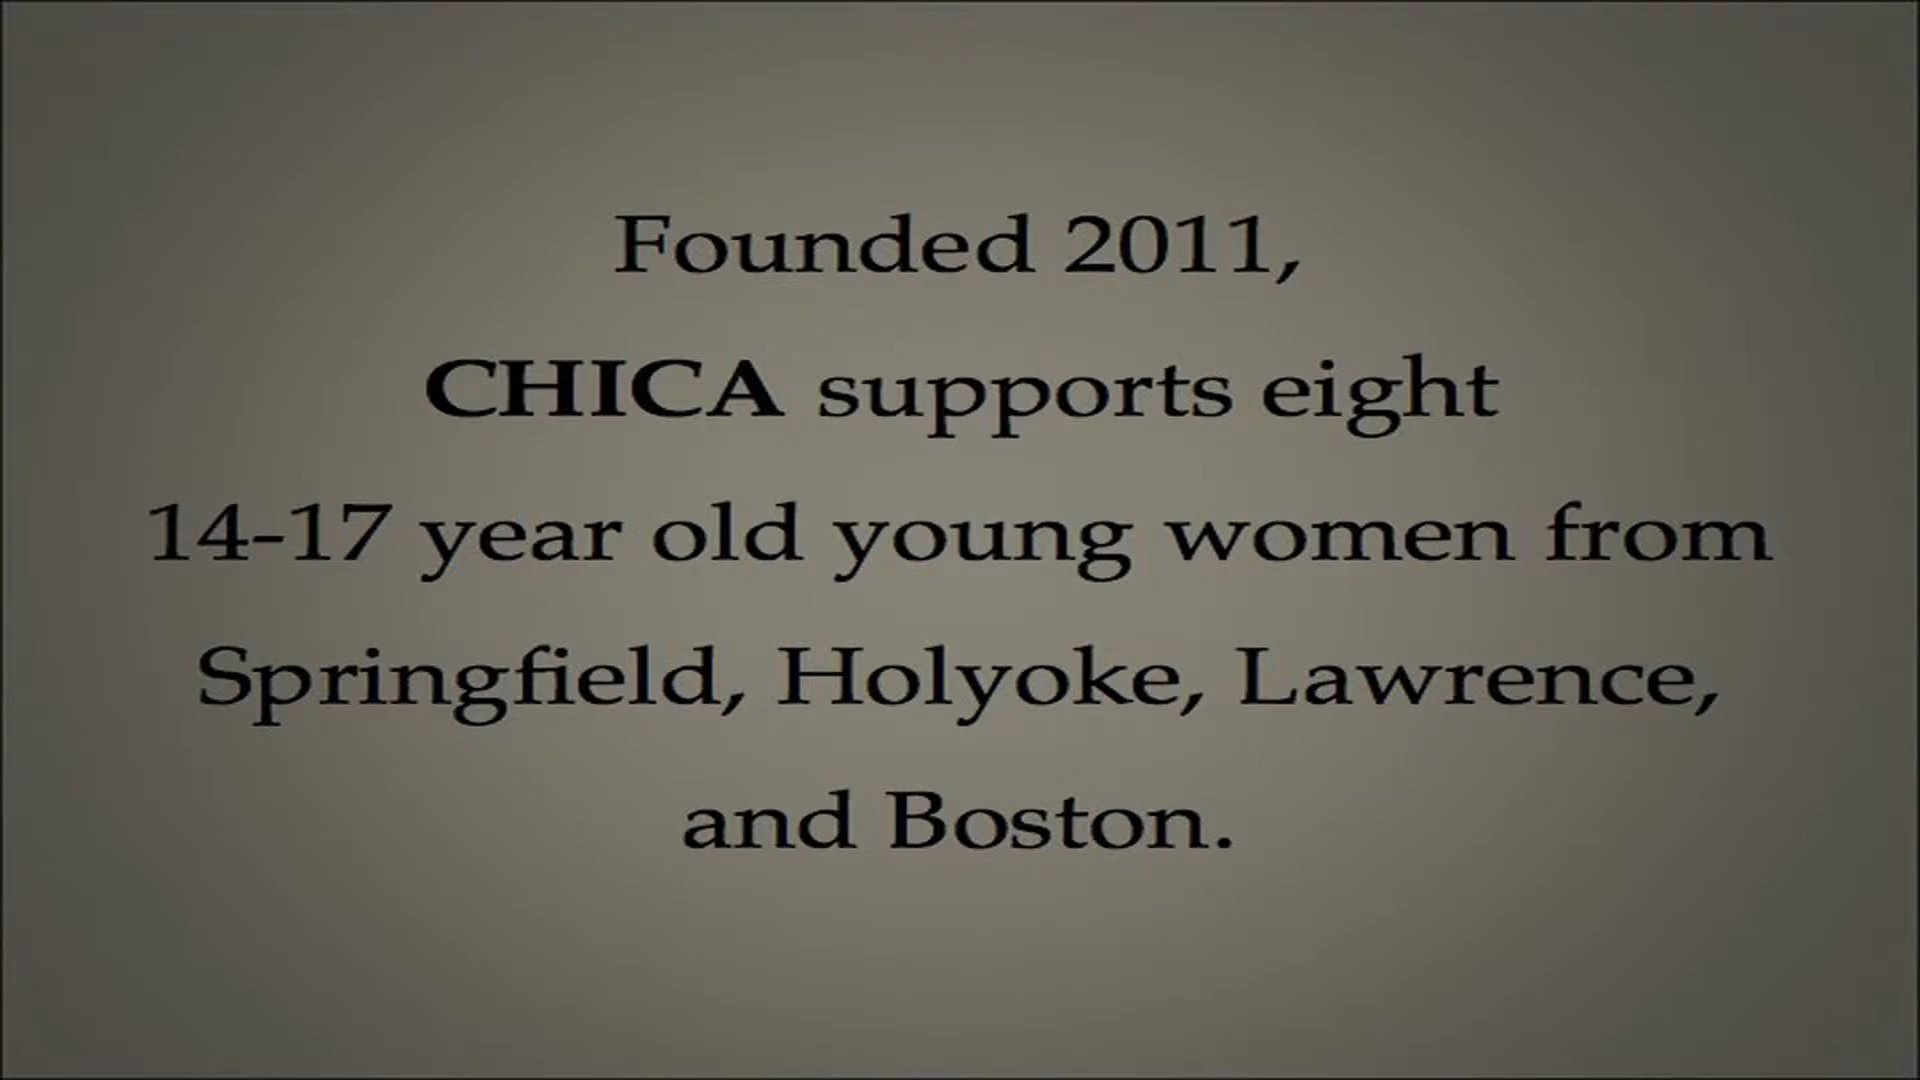 Founded 2011,
CHICA supports eight
14-17 year old young women from
Springfield, Holyoke, Lawrence,
and Boston.